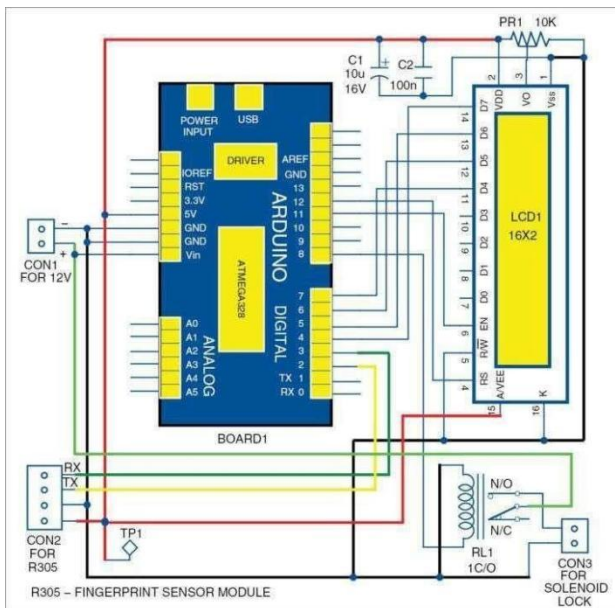 PR1 10K
C1
10u
16V
C2
100n
2
3
1
VDD
VO
Vss
POWER
INPUT
USB
DRIVER
IOREF
RST
3.3V
5V
GND
GND
Vin
AREF
GND
13
12
11
10
9
8
ARDUINO
ATMEGA328
DIGITAL
7
6
5
4
3
2
TX 1
RX 0
A0
A1
A2
A3
A4
A5
ANALOG
BOARD1
CON1
FOR 12V
−
+
14
13
12
11
10
9
8
7
6
5
4
D7
D6
D5
D4
D3
D2
D1
D0
EN
R/W
RS
A/VEE
K
15
16
LCD1
16X2
RX
TX
CON2
FOR
R305
TP1
N/O
N/C
RL1
1C/O
CON3
FOR
SOLENOID
LOCK
R305 – FINGERPRINT SENSOR MODULE